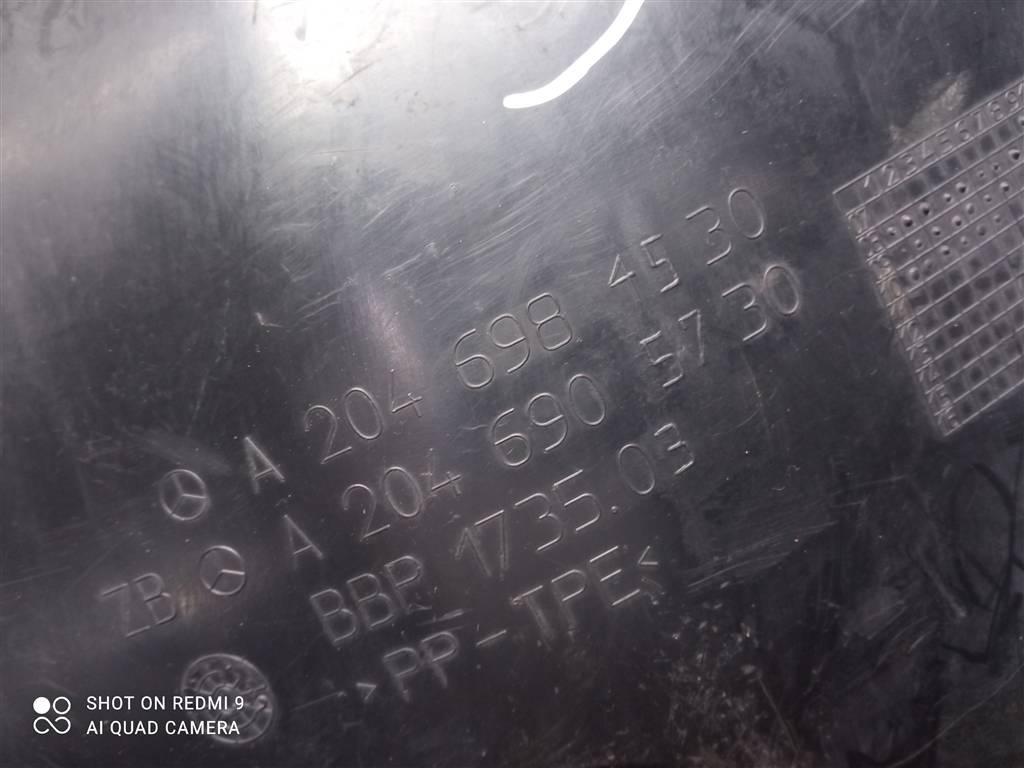 A 204 698 45 30
ZB A 204 690 57 30
BBP 1735.03
>PP-TPE<
SHOT ON REDMI 9
AI QUAD CAMERA